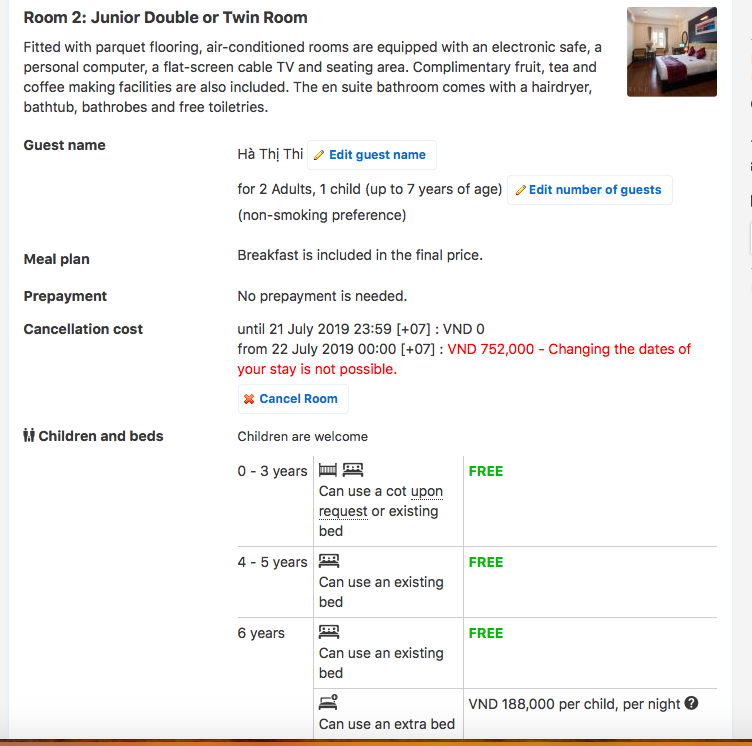 Room 2: Junior Double or Twin Room
Fitted with parquet flooring, air-conditioned rooms are equipped with an electronic safe, a
personal computer, a flat-screen cable TV and seating area. Complimentary fruit, tea and
coffee making facilities are also included. The en suite bathroom comes with a hairdryer,
bathtub, bathrobes and free toiletries.
Guest name
Hà Thị Thi Edit guest name
for 2 Adults, 1 child (up to 7 years of age) Edit number of guests
(non-smoking preference)
Meal plan
Breakfast is included in the final price.
Prepayment
No prepayment is needed.
Cancellation cost
until 21 July 2019 23:59 [+07] : VND 0
from 22 July 2019 00:00 [+07] : VND 752,000 - Changing the dates of
your stay is not possible.
Cancel Room
Children and beds
Children are welcome
0 - 3 years
Can use a cot upon
request or existing
bed
FREE
4 - 5 years
Can use an existing
bed
FREE
6 years
Can use an existing
bed
FREE
Can use an extra bed
VND 188,000 per child, per night ?